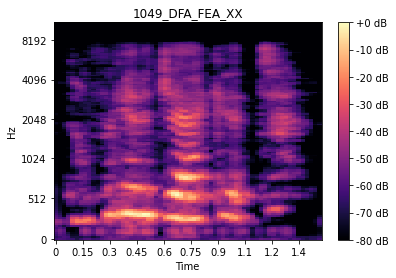 1049_DFA_FEA_XX
Hz
8192
4096
2048
1024
512
0
0 0.15 0.3 0.45 0.6 0.75 0.9 1.1 1.2 1.4
Time
+0 dB
-10 dB
-20 dB
-30 dB
-40 dB
-50 dB
-60 dB
-70 dB
-80 dB